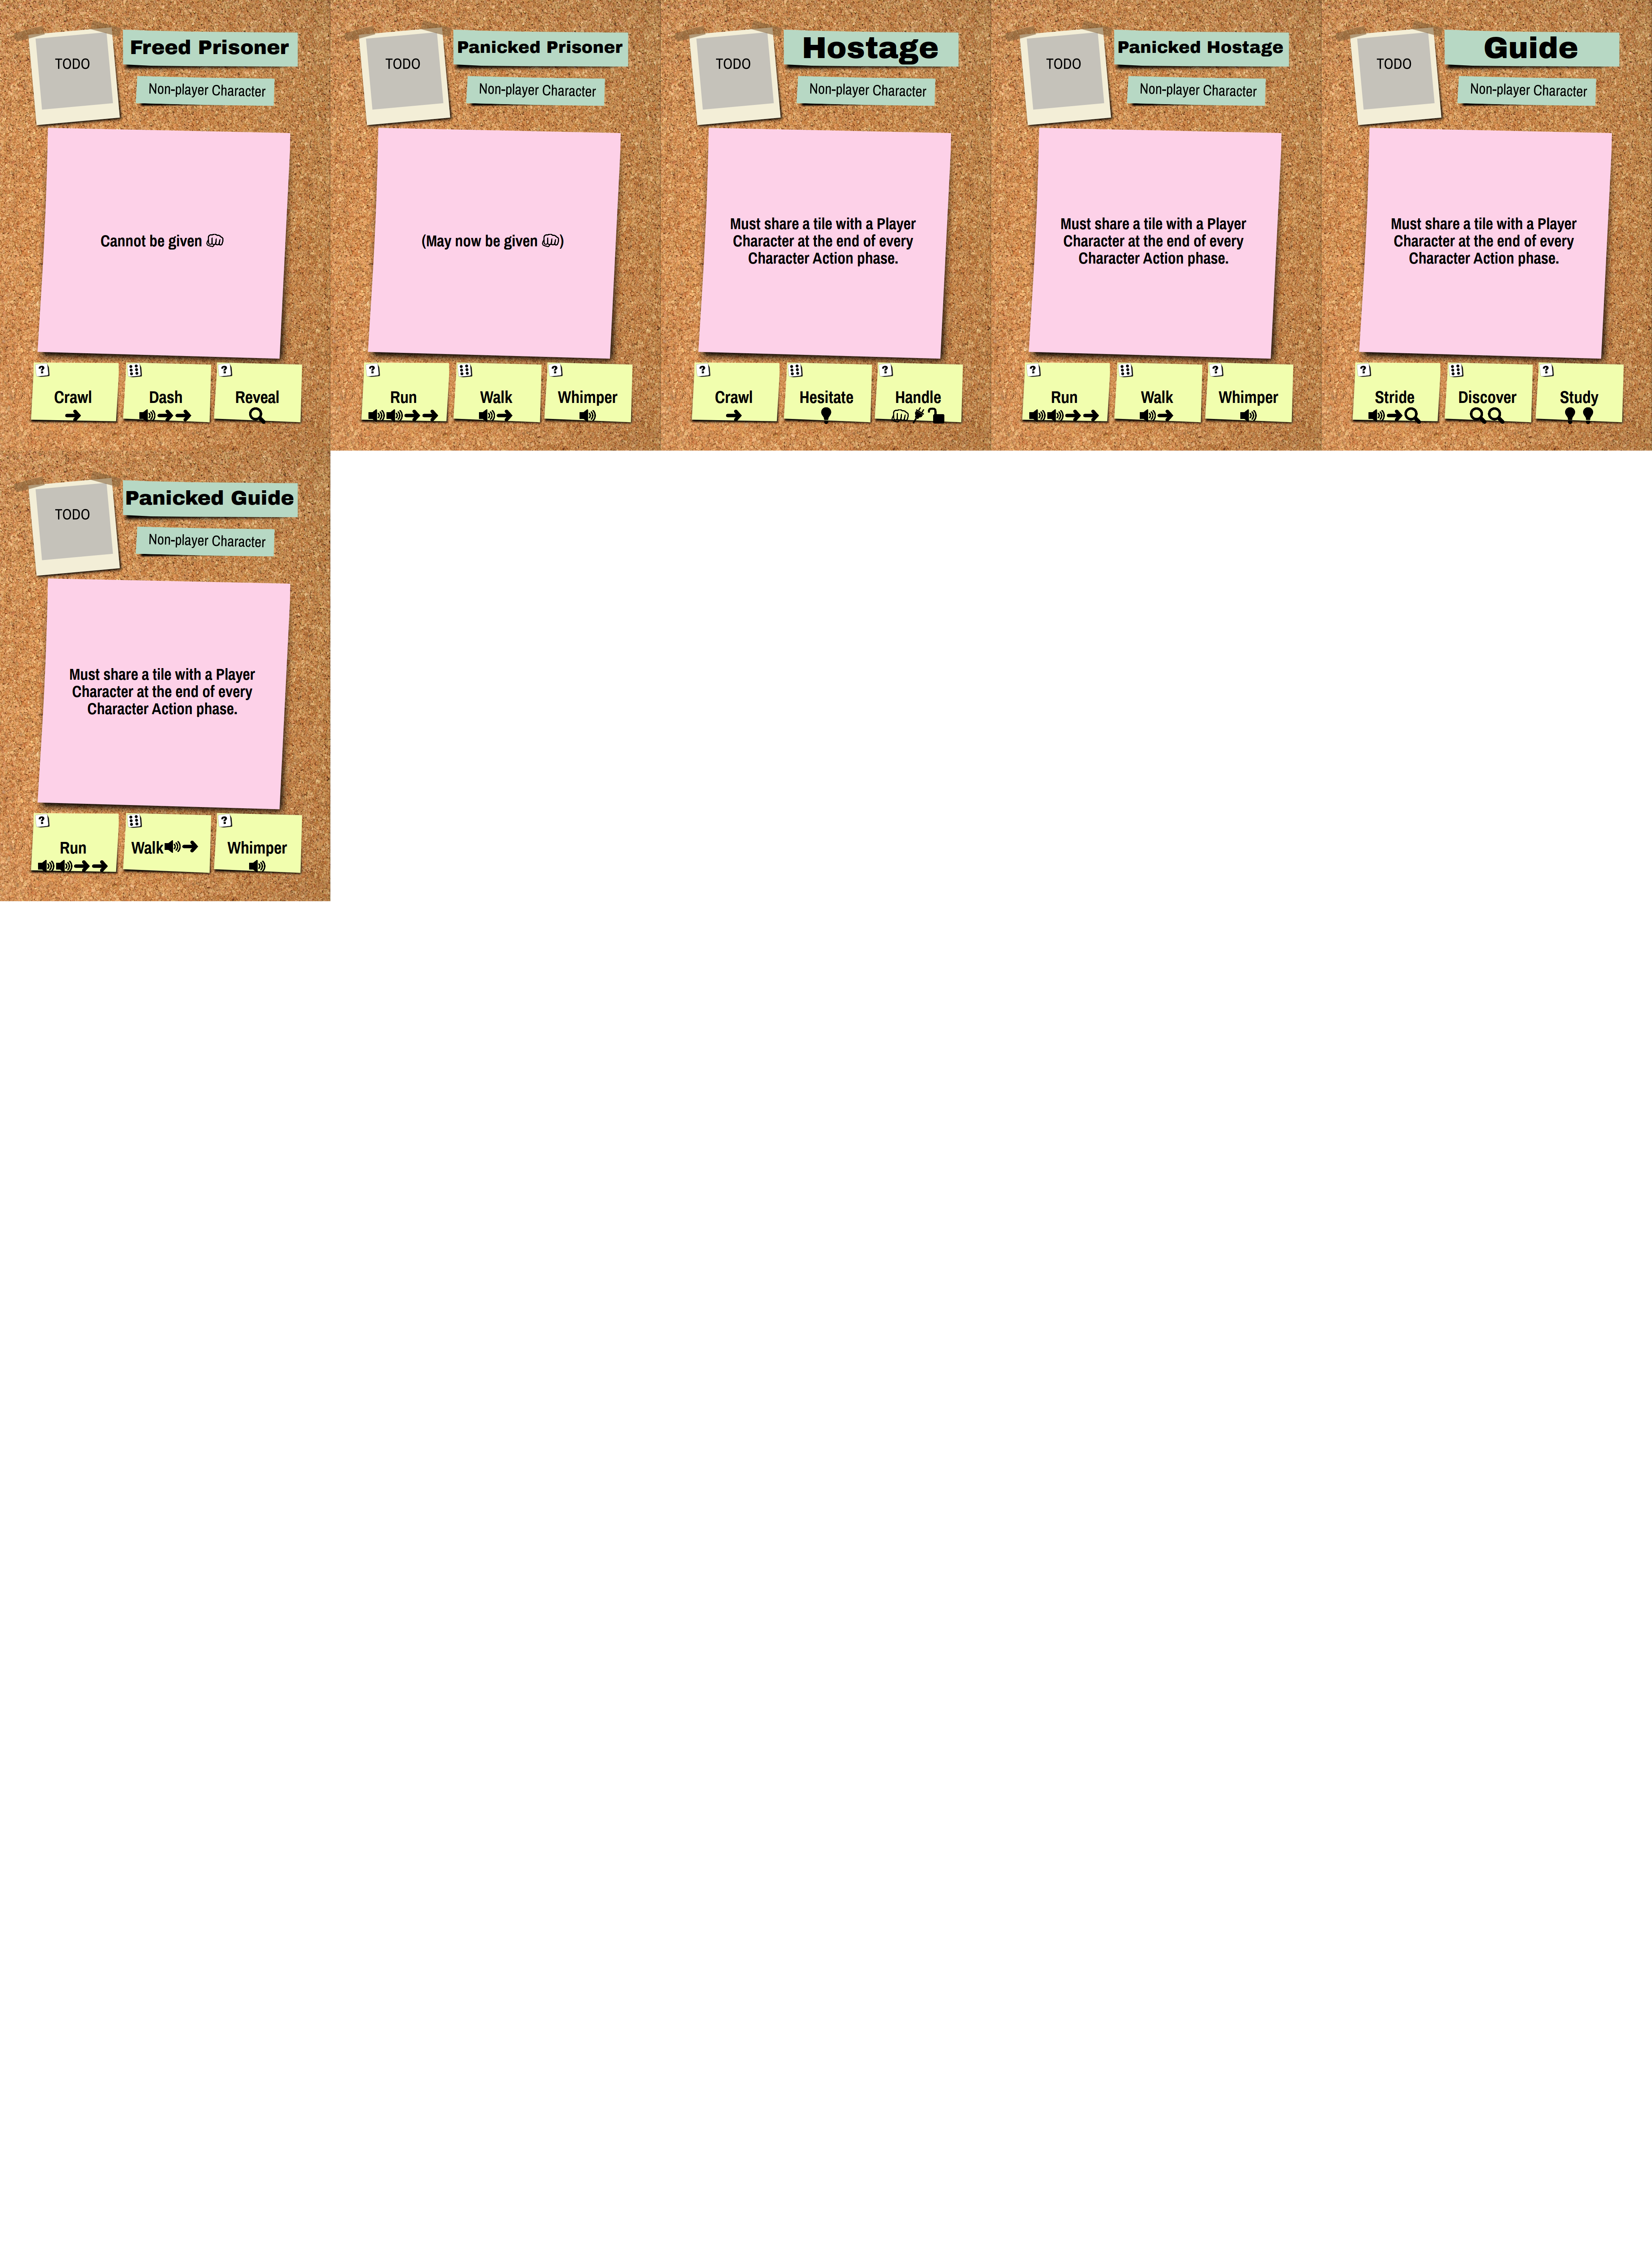 TODO
Freed Prisoner
Non-player Character
Cannot be given
?
Crawl
Dash
?
Reveal
TODO
Panicked Prisoner
Non-player Character
(May now be given )
?
Run
Walk
?
Whimper
TODO
Hostage
Non-player Character
Must share a tile with a Player
Character at the end of every
Character Action phase.
?
Crawl
Hesitate
?
Handle
TODO
Panicked Hostage
Non-player Character
Must share a tile with a Player
Character at the end of every
Character Action phase.
?
Run
Walk
?
Whimper
TODO
Guide
Non-player Character
Must share a tile with a Player
Character at the end of every
Character Action phase.
?
Stride
Discover
?
Study
TODO
Panicked Guide
Non-player Character
Must share a tile with a Player
Character at the end of every
Character Action phase.
?
Run
Walk
?
Whimper